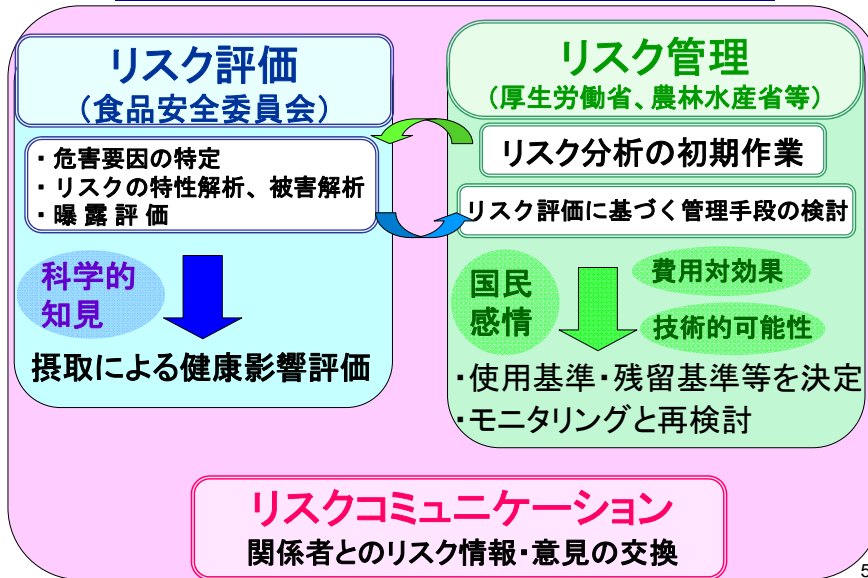 リスク評価
(食品安全委員会)
・危害要因の特定
・リスクの特性解析、被害解析
・曝露評価
科学的
知見
摂取による健康影響評価
リスク管理
(厚生労働省、農林水産省等)
リスク分析の初期作業
リスク評価に基づく管理手段の検討
国民
感情
費用対効果
技術的可能性
・使用基準・残留基準等を決定
・モニタリングと再検討
リスクコミュニケーション
関係者とのリスク情報・意見の交換
5